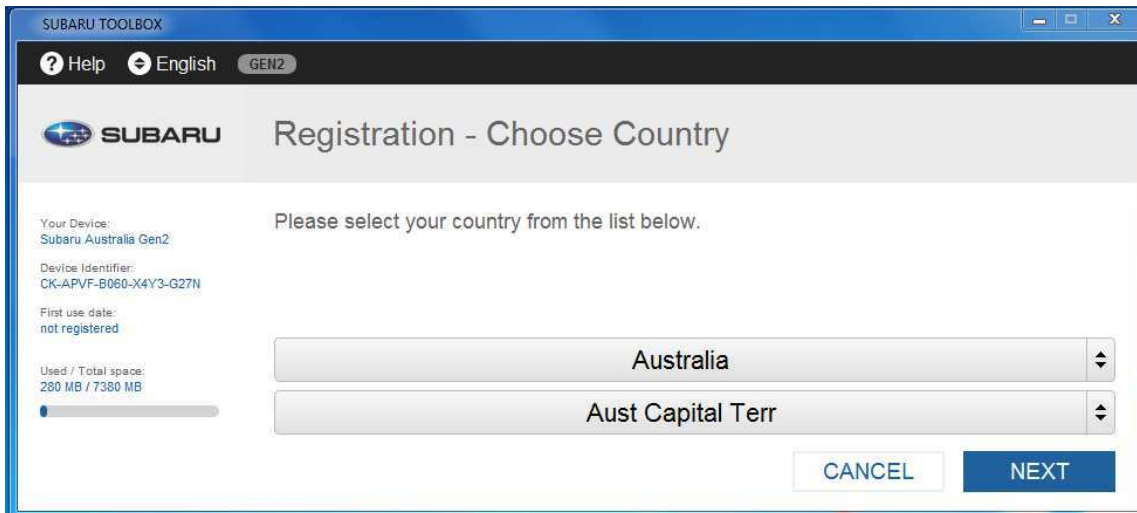 SUBARU TOOLBOX
Help English GEN2
SUBARU
Registration - Choose Country
Your Device:
Subaru Australia Gen2
Device Identifier:
CK-APVF-B060-X4Y3-G27N
First use date:
not registered
Used / Total space:
280 MB / 7380 MB
Please select your country from the list below.
Australia
Aust Capital Terr
CANCEL NEXT